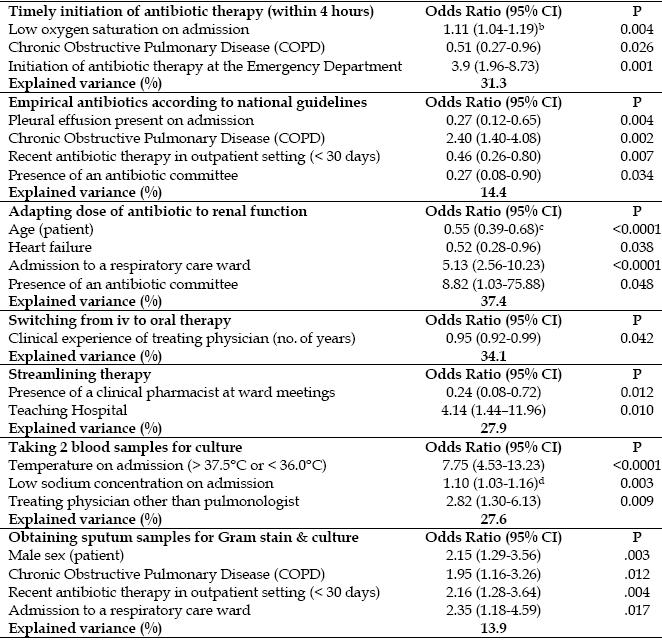 Timely initiation of antibiotic therapy (within 4 hours) Odds Ratio (95% CI) P
Low oxygen saturation on admission 1.11 (1.04-1.19)b 0.004
Chronic Obstructive Pulmonary Disease (COPD) 0.51 (0.27-0.96) 0.026
Initiation of antibiotic therapy at the Emergency Department 3.9 (1.96-8.73) 0.001
Explained variance (%) 31.3
Empirical antibiotics according to national guidelines Odds Ratio (95% CI) P
Pleural effusion present on admission 0.27 (0.12-0.65) 0.004
Chronic Obstructive Pulmonary Disease (COPD) 2.40 (1.40-4.08) 0.002
Recent antibiotic therapy in outpatient setting (< 30 days) 0.46 (0.26-0.80) 0.007
Presence of an antibiotic committee 0.27 (0.08-0.90) 0.034
Explained variance (%) 14.4
Adapting dose of antibiotic to renal function Odds Ratio (95% CI) P
Age (patient) 0.55 (0.39-0.68)c <0.0001
Heart failure 0.52 (0.28-0.96) 0.038
Admission to a respiratory care ward 5.13 (2.56-10.23) <0.0001
Presence of an antibiotic committee 8.82 (1.03-75.88) 0.048
Explained variance (%) 37.4
Switching from iv to oral therapy Odds Ratio (95% CI) P
Clinical experience of treating physician (no. of years) 0.95 (0.92-0.99) 0.042
Explained variance (%) 34.1
Streamlining therapy Odds Ratio (95% CI) P
Presence of a clinical pharmacist at ward meetings 0.24 (0.08-0.72) 0.012
Teaching Hospital 4.14 (1.44–11.96) 0.010
Explained variance (%) 27.9
Taking 2 blood samples for culture Odds Ratio (95% CI) P
Temperature on admission (> 37.5°C or < 36.0°C) 7.75 (4.53-13.23) <0.0001
Low sodium concentration on admission 1.10 (1.03-1.16)d 0.003
Treating physician other than pulmonologist 2.82 (1.30-6.13) 0.009
Explained variance (%) 27.6
Obtaining sputum samples for Gram stain & culture Odds Ratio (95% CI) P
Male sex (patient) 2.15 (1.29-3.56) .003
Chronic Obstructive Pulmonary Disease (COPD) 1.95 (1.16-3.26) .012
Recent antibiotic therapy in outpatient setting (< 30 days) 2.16 (1.28-3.64) .004
Admission to a respiratory care ward 2.35 (1.18-4.59) .017
Explained variance (%) 13.9